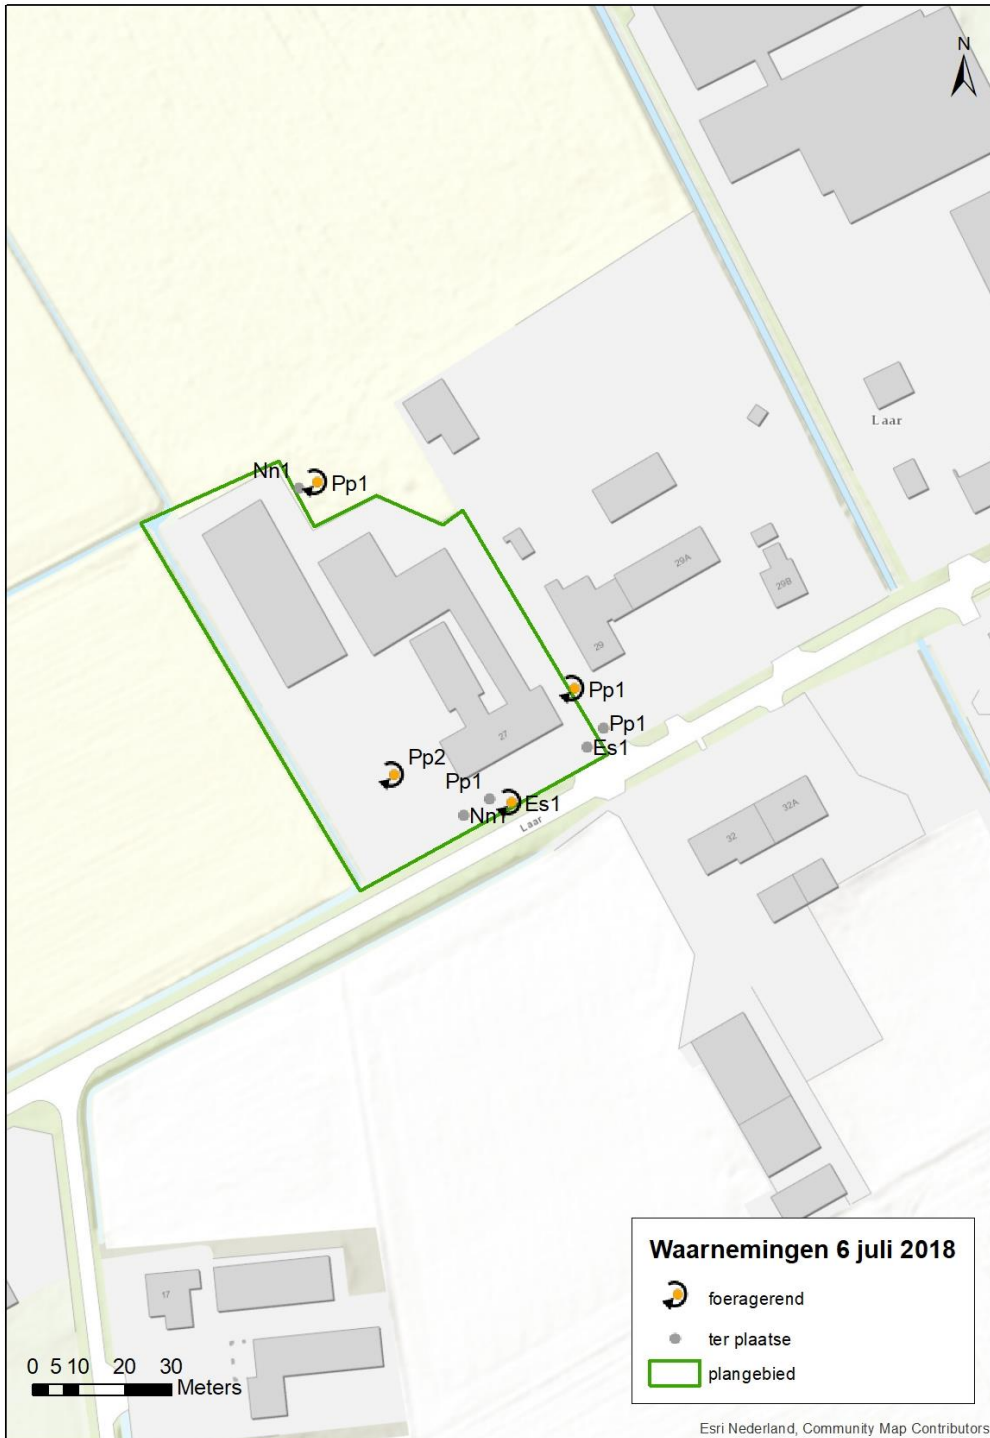 N
Laar
Nn1
Pp1
29A
29B
29
Pp1
Pp1
27
Es1
Pp2
Pp1
Es1
Nn1
Laar
32A
32
Waarnemingen 6 juli 2018
foeragerend
ter plaatse
plangebied
17
0 5 10 20 30
Meters
Esri Nederland, Community Map Contributors